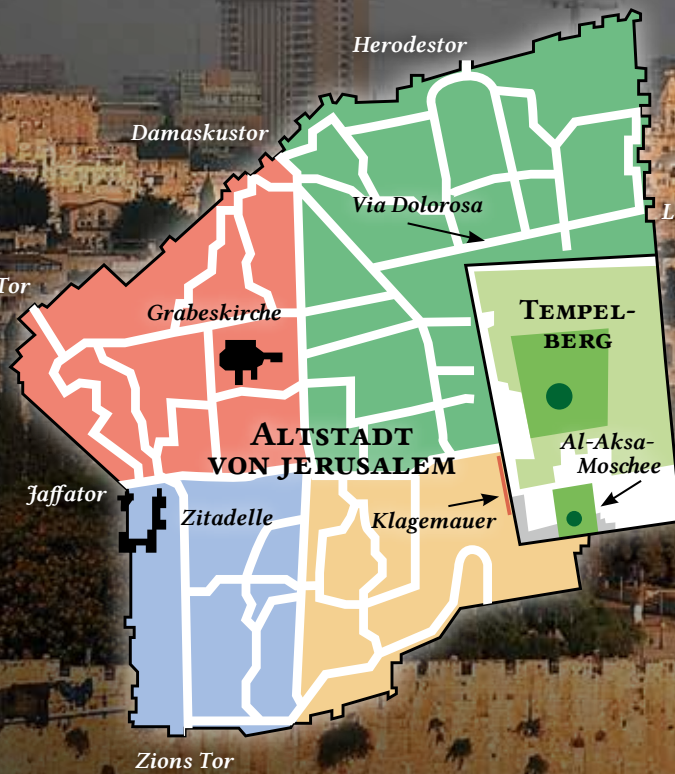 Herodestor
Damaskustor
Via Dolorosa
L
Tor
Grabeskirche
TEMPEL-
BERG
ALTSTADT
VON JERUSALEM
Al-Aksa-
Moschee
Jaffator
Zitadelle
Klagemauer
Zions Tor